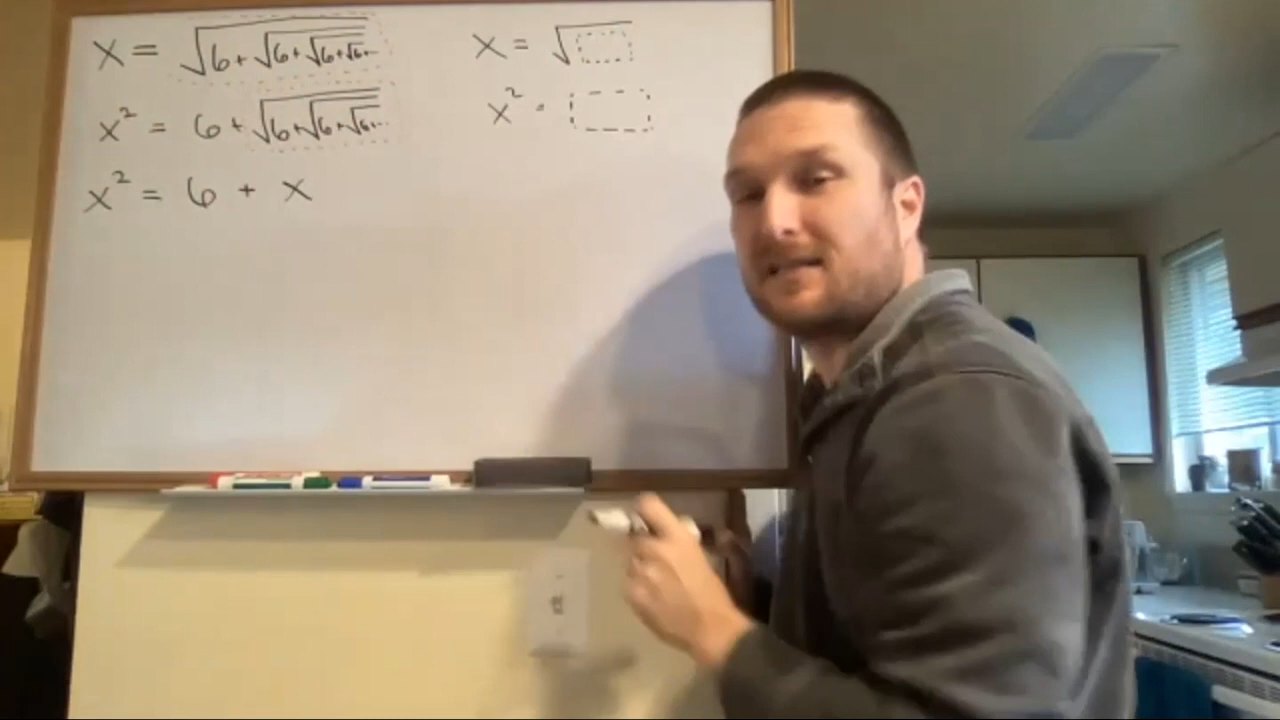 x = √(6+√(6+√(6+√6+...
x² = 6+√(6+√(6+√6+...
x² = 6 + x
x = √
x² =